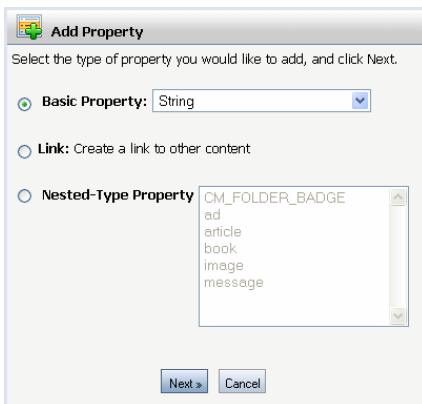 Add Property
Select the type of property you would like to add, and click Next.
Basic Property: String
Link: Create a link to other content
Nested-Type Property CM_FOLDER_BADGE
ad
article
book
image
message
Next » Cancel